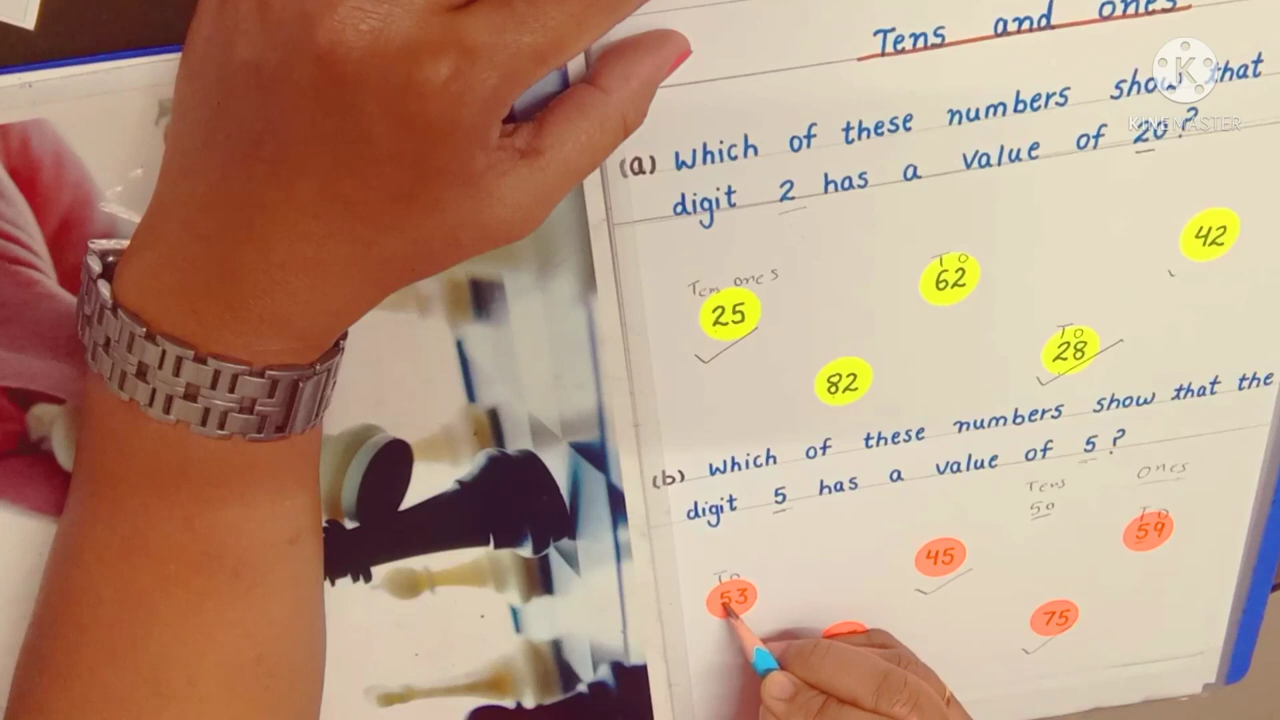 Tens and ones
(a) Which of these numbers show that
digit 2 has a value of 20?
KINEMASTER
42
T O
62
Ten ones
25
T O
28
82
(b) Which of these numbers show that the
digit 5 has a value of 5?
Tens ones
50
T O
59
45
T O
53
75